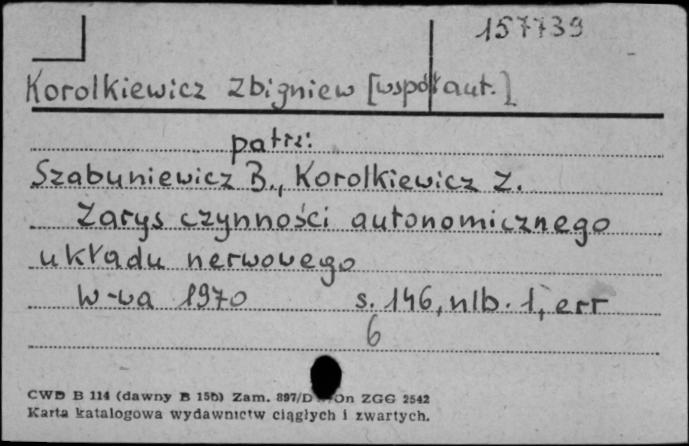 157739
Korolkiewicz Zbigniew [współaut.]
patrz:
Szabuniewicz B., Korolkiewicz Z.
Zarys czynności autonomicznego
układu nerwowego
W-wa 1970 s. 146, nlb. 1, err
6
CWD B 114 (dawny B 15b) Zam. 897/D ZGG 2542
Karta katalogowa wydawnictw ciągłych i zwartych.